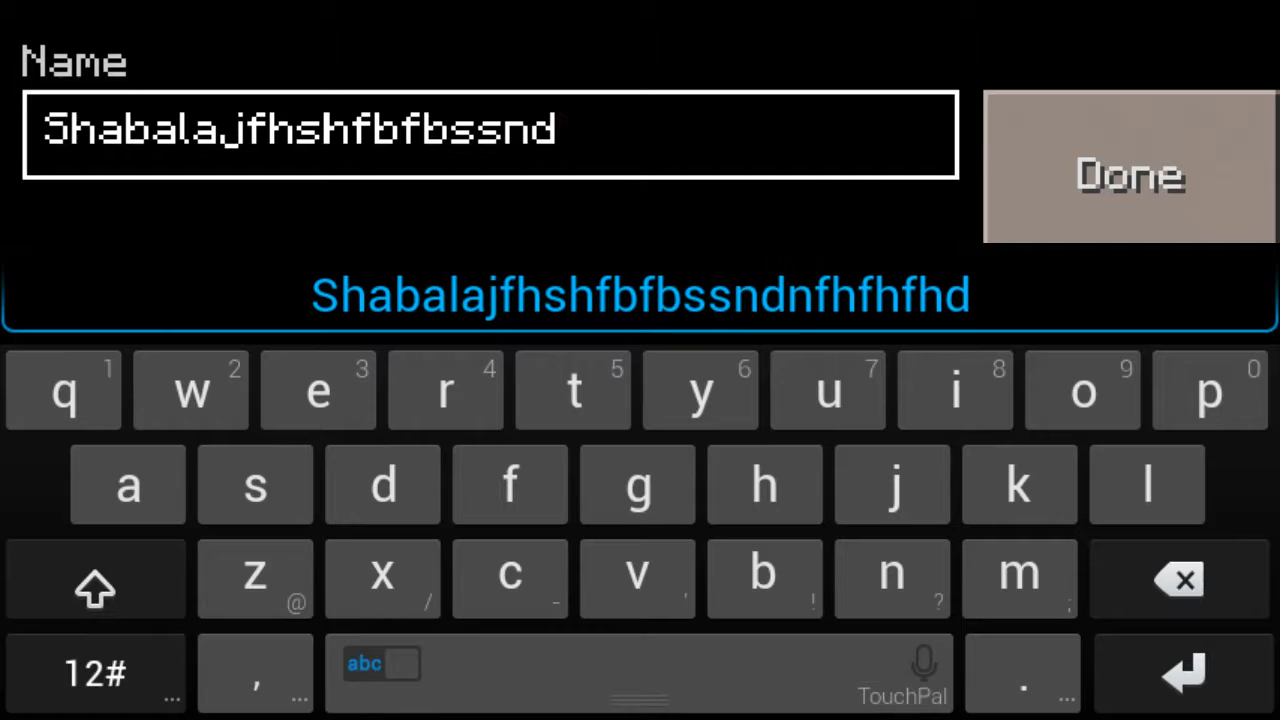 Name
Shabalajfhshfbfbssnd
Done
Shabalajfhshfbfbssndnfhfhfhd
q 1 w 2 e 3 r 4 t 5 y 6 u 7 i 8 o 9 p 0
a s d f g h j k l
z @ x / c - v ' b ! n ? m ;
12# ... , ... abc TouchPal . ...